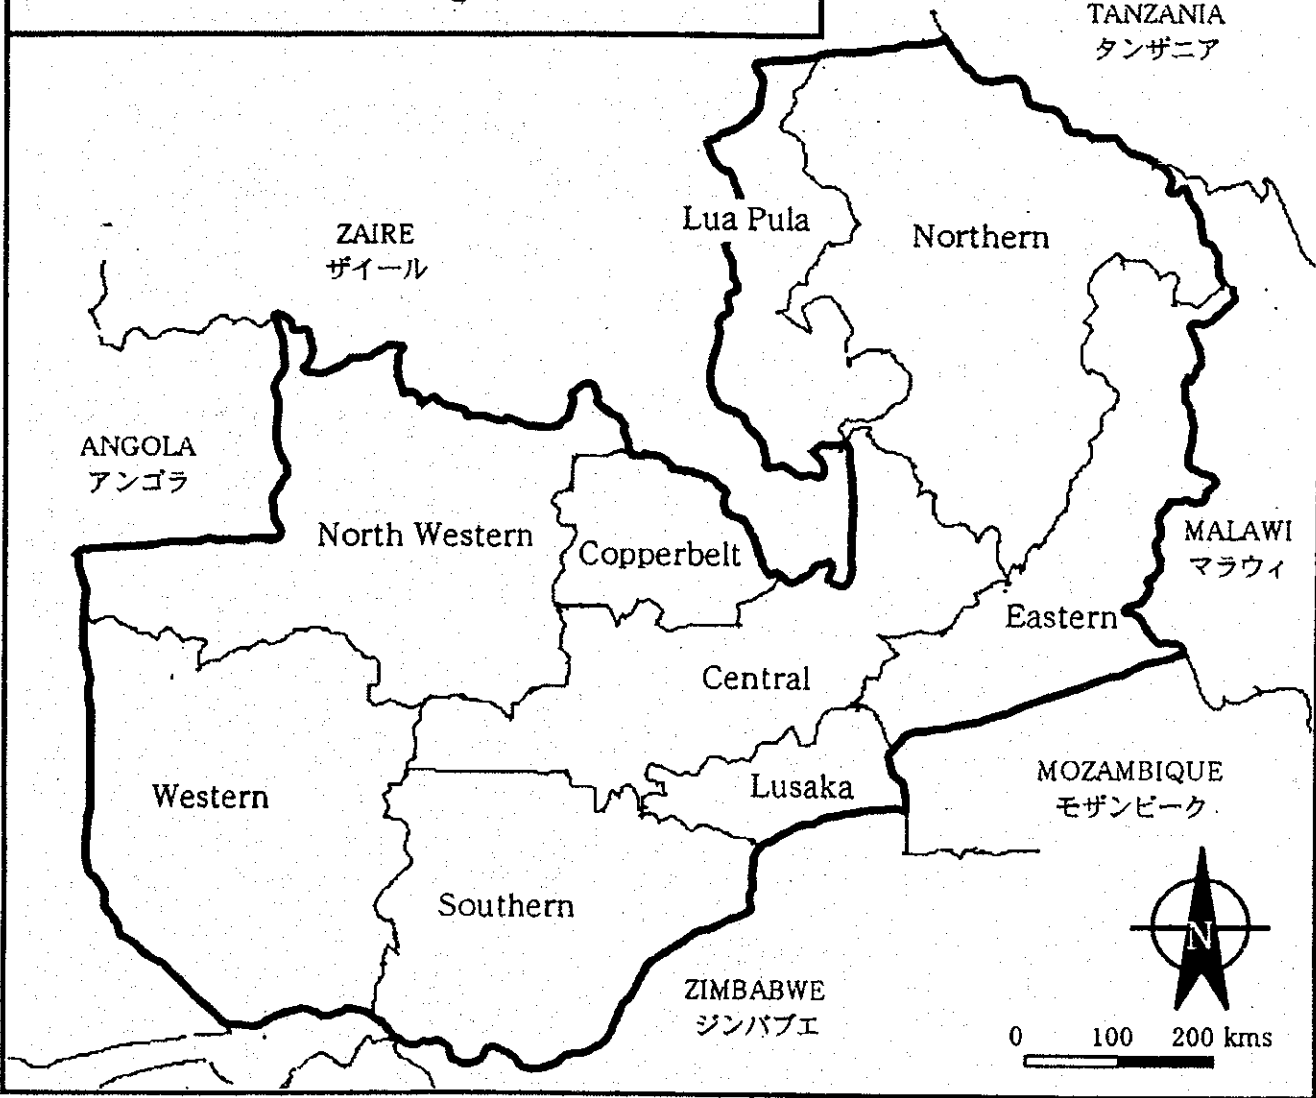 TANZANIA
タンザニア
Lua Pula
Northern
ZAIRE
ザイール
ANGOLA
アンゴラ
North Western
Copperbelt
MALAWI
マラウィ
Eastern
Central
Western
Lusaka
MOZAMBIQUE
モザンビーク
Southern
N
ZIMBABWE
ジンバブエ
0 100 200 kms